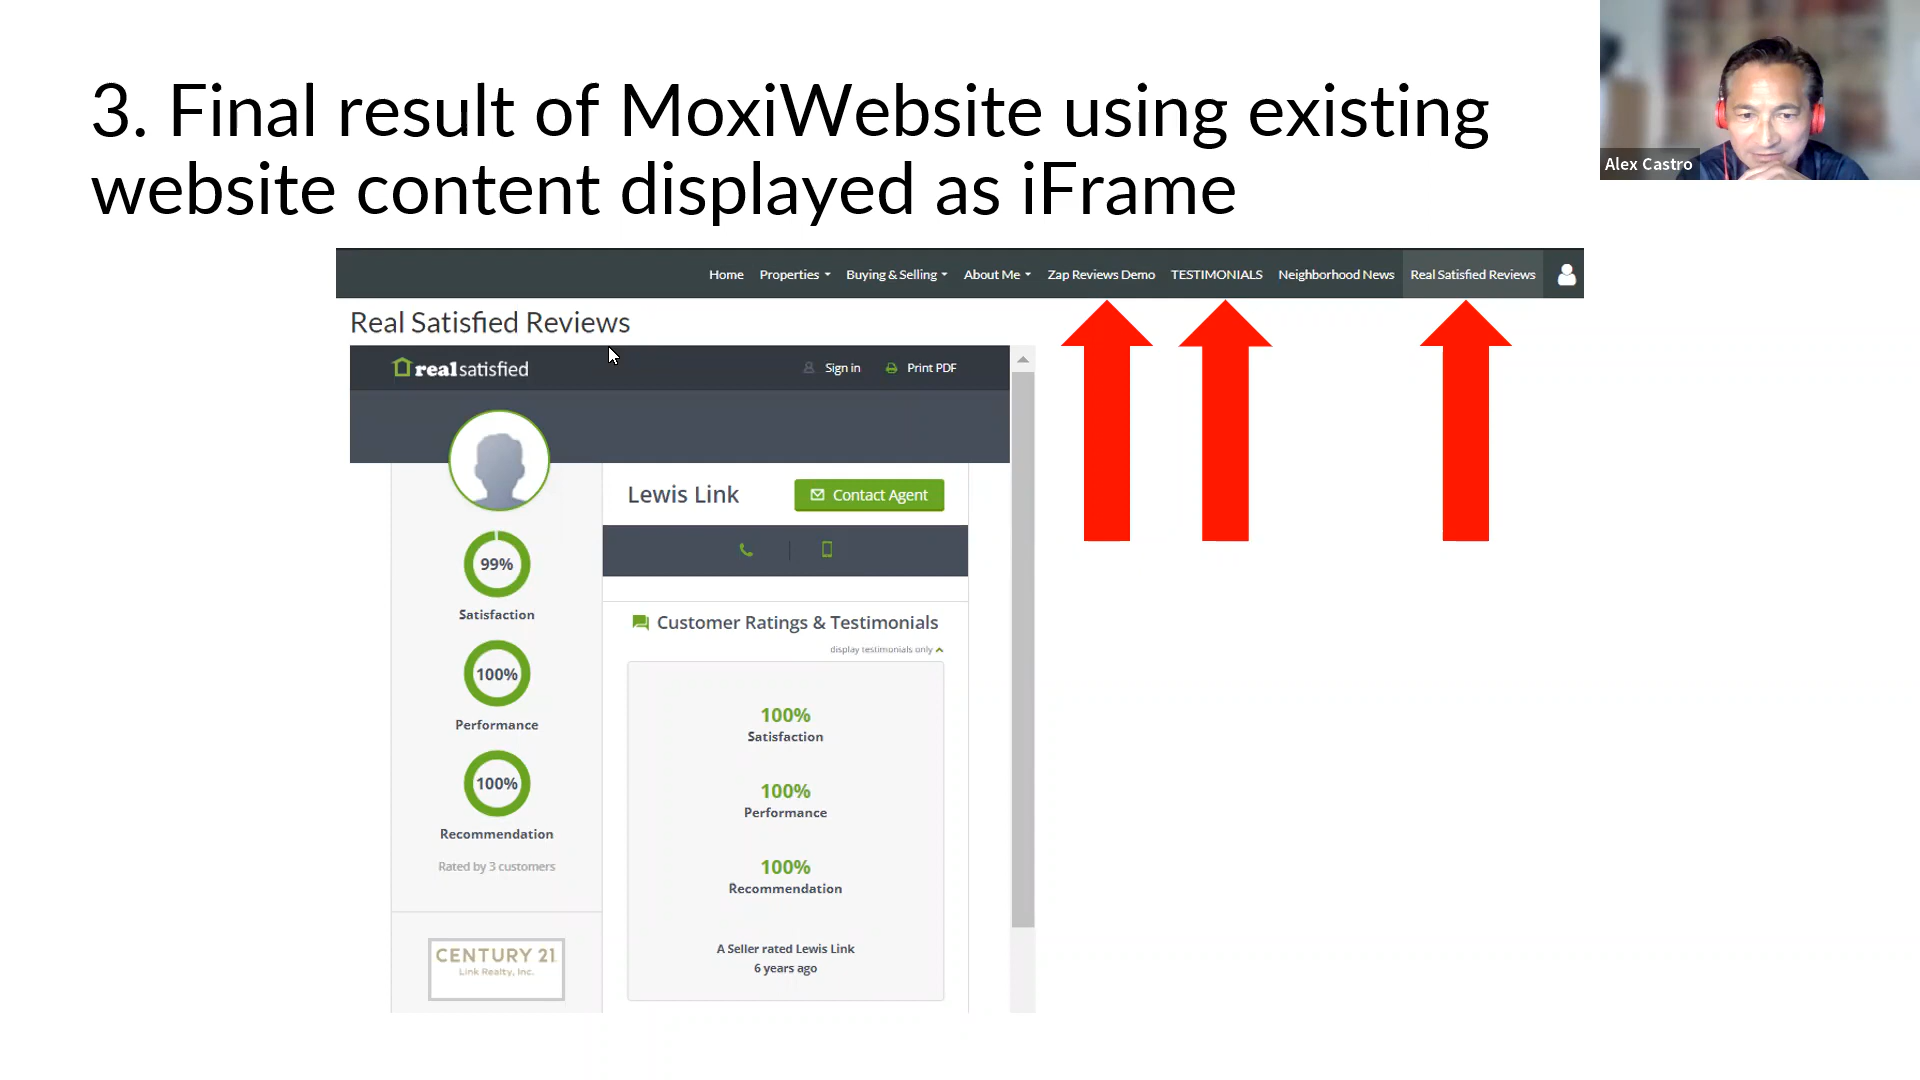 3. Final result of MoxiWebsite using existing
website content displayed as iFrame
Alex Castro
Home Properties Buying & Selling About Me Zap Reviews Demo TESTIMONIALS Neighborhood News Real Satisfied Reviews
Real Satisfied Reviews
realsatisfied
Sign in Print PDF
Lewis Link
Contact Agent
99%
Satisfaction
100%
Performance
100%
Recommendation
Rated by 3 customers
CENTURY 21
Link Realty, Inc.
Customer Ratings & Testimonials
display testimonials only
100%
Satisfaction
100%
Performance
100%
Recommendation
A Seller rated Lewis Link
6 years ago